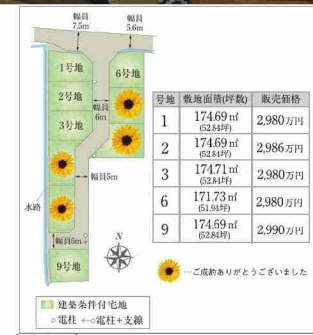 幅員
7.5m
幅員
5.6m
1号地
6号地
2号地
幅員
6m
3号地
幅員5m
水路
幅員6m
9号地
N
号地 敷地面積(坪数) 販売価格
1 174.69㎡ 2,980万円
(52.84坪)
2 174.69㎡ 2,986万円
(52.84坪)
3 174.71㎡ 2,980万円
(52.84坪)
6 171.73㎡ 2,980万円
(51.94坪)
9 174.69㎡ 2,990万円
(52.84坪)
…ご成約ありがとうございました
建築条件付宅地
○電柱 ←○電柱+支線